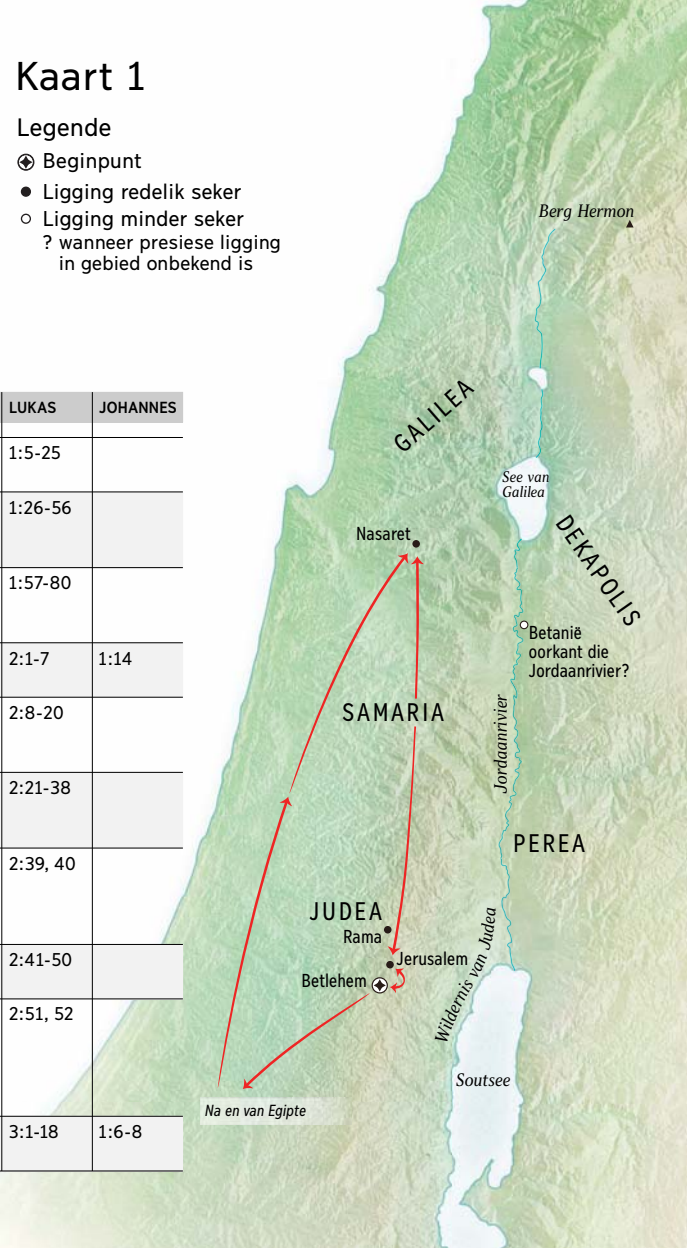 Kaart 1
Legende
Beginpunt
Ligging redelik seker
Ligging minder seker
? wanneer presiese ligging
in gebied onbekend is
LUKAS JOHANNES
1:5-25
1:26-56
1:57-80
2:1-7 1:14
2:8-20
2:21-38
2:39, 40
2:41-50
2:51, 52
3:1-18 1:6-8
Berg Hermon
GALILEA
See van
Galilea
Nasaret
DEKAPOLIS
Betanië
oorkant die
Jordaanrivier?
SAMARIA
Jordaanrivier
PEREA
JUDEA
Rama
Jerusalem
Betlehem
Wildernis van Judea
Soutsee
Na en van Egipte